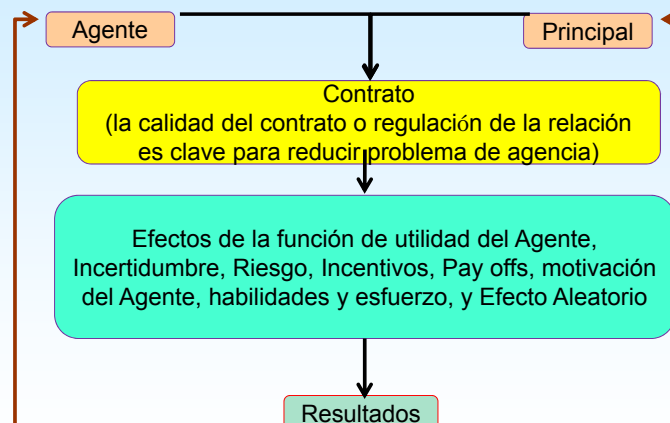 Agente
Principal
Contrato
(la calidad del contrato o regulación de la relación
es clave para reducir problema de agencia)
Efectos de la función de utilidad del Agente,
Incertidumbre, Riesgo, Incentivos, Pay offs, motivación
del Agente, habilidades y esfuerzo, y Efecto Aleatorio
Resultados